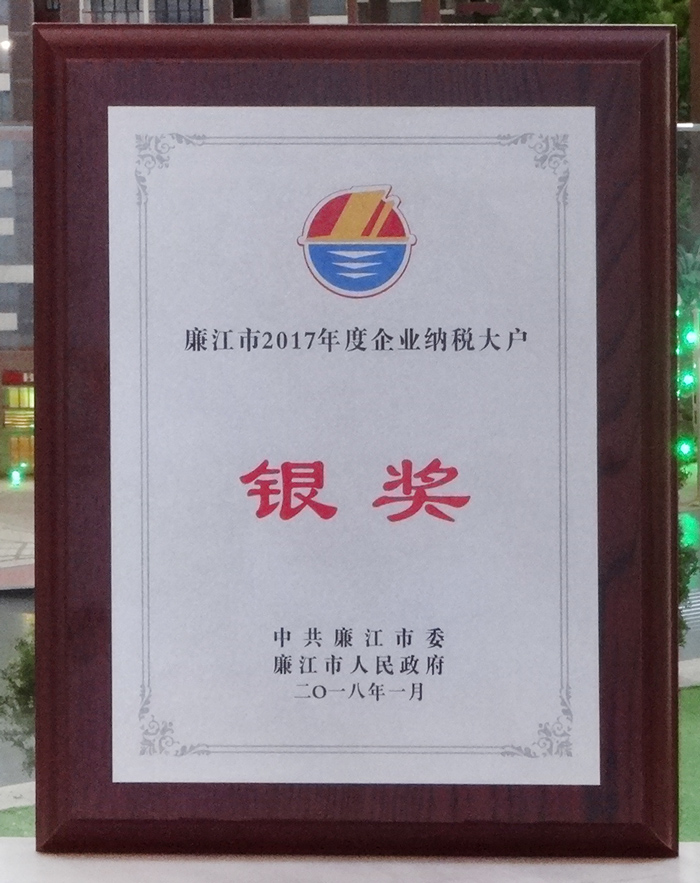 廉江市2017年度企业纳税大户
银奖
中共廉江市委
廉江市人民政府
二〇一八年一月